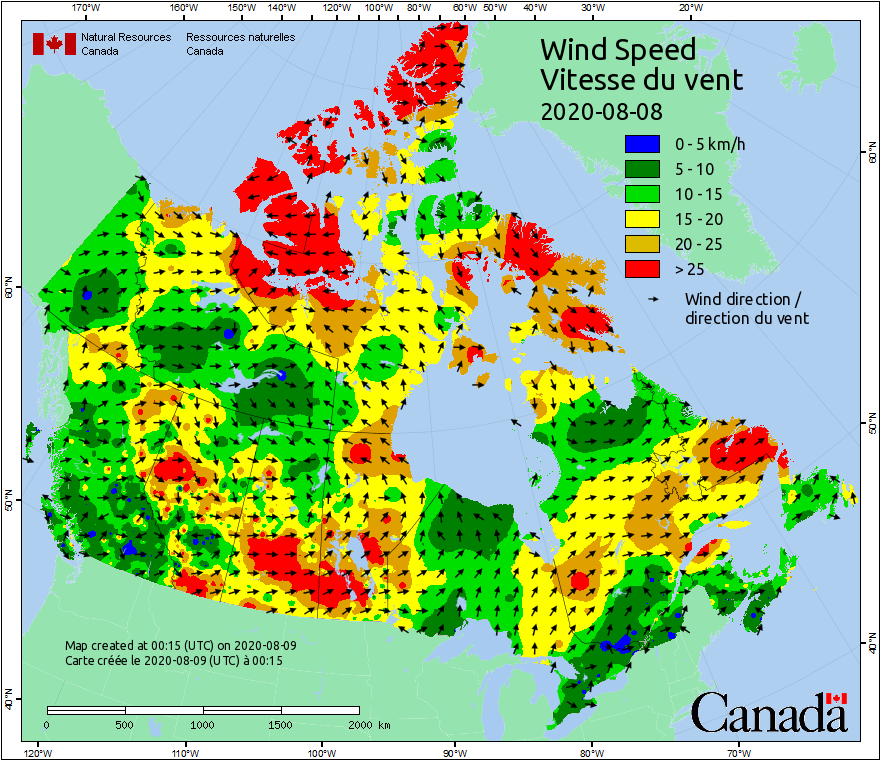 170°W 160°W 150°W 140°W 120°W 110°W 100°W 80°W 60°W 50°W 40°W 30°W 20°W
Natural Resources Ressources naturelles
Canada Canada
Wind Speed
Vitesse du vent
2020-08-08
0 - 5 km/h
5 - 10
10 - 15
15 - 20
20 - 25
> 25
Wind direction /
direction du vent
60°N
50°N
40°N
60°N
50°N
40°N
Map created at 00:15 (UTC) on 2020-08-09
Carte créée le 2020-08-09 (UTC) à 00:15
0 500 1000 1500 2000 km
Canada
120°W 110°W 100°W 90°W 80°W 70°W